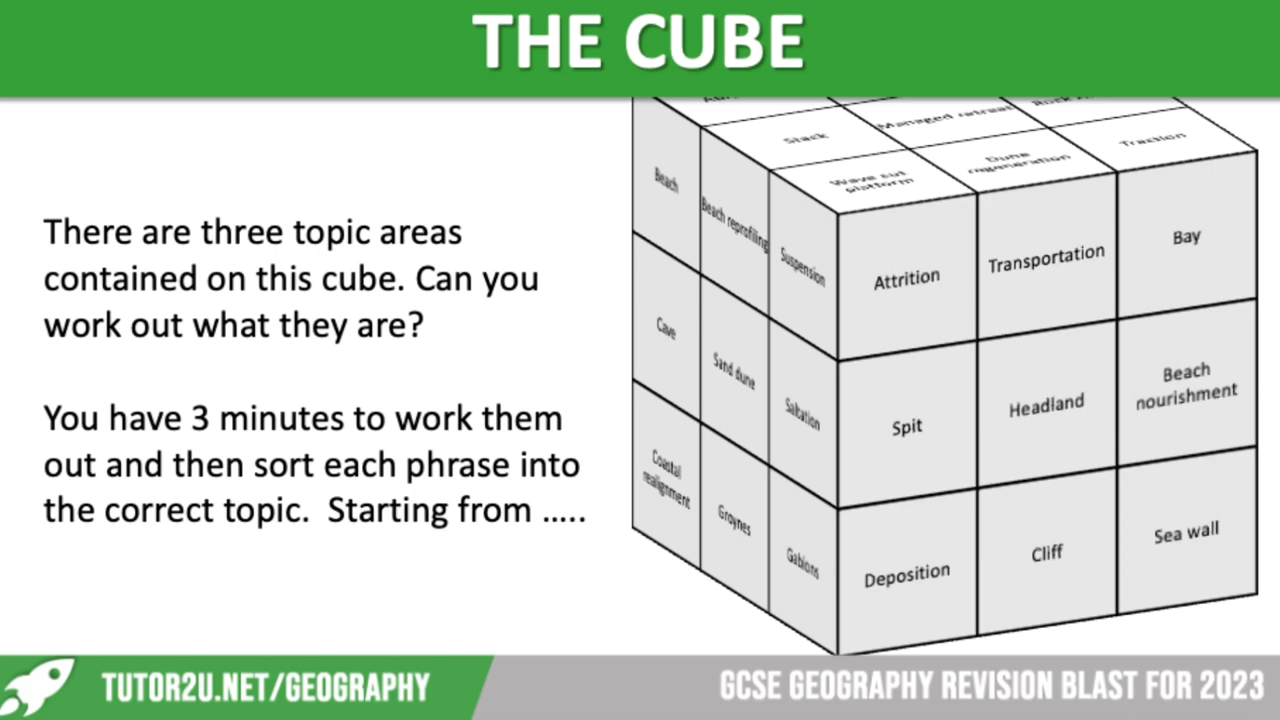 THE CUBE
There are three topic areas
contained on this cube. Can you
work out what they are?
You have 3 minutes to work them
out and then sort each phrase into
the correct topic.  Starting from …..
Stack
Managed retreat
Wave cut
platform
Dune
regeneration
Traction
Beach
Beach reprofiling
Suspension
Cave
Sand dune
Saltation
Coastal
realignment
Groynes
Gabions
Attrition
Transportation
Bay
Spit
Headland
Beach
nourishment
Deposition
Cliff
Sea wall
TUTOR2U.NET/GEOGRAPHY
GCSE GEOGRAPHY REVISION BLAST FOR 2023